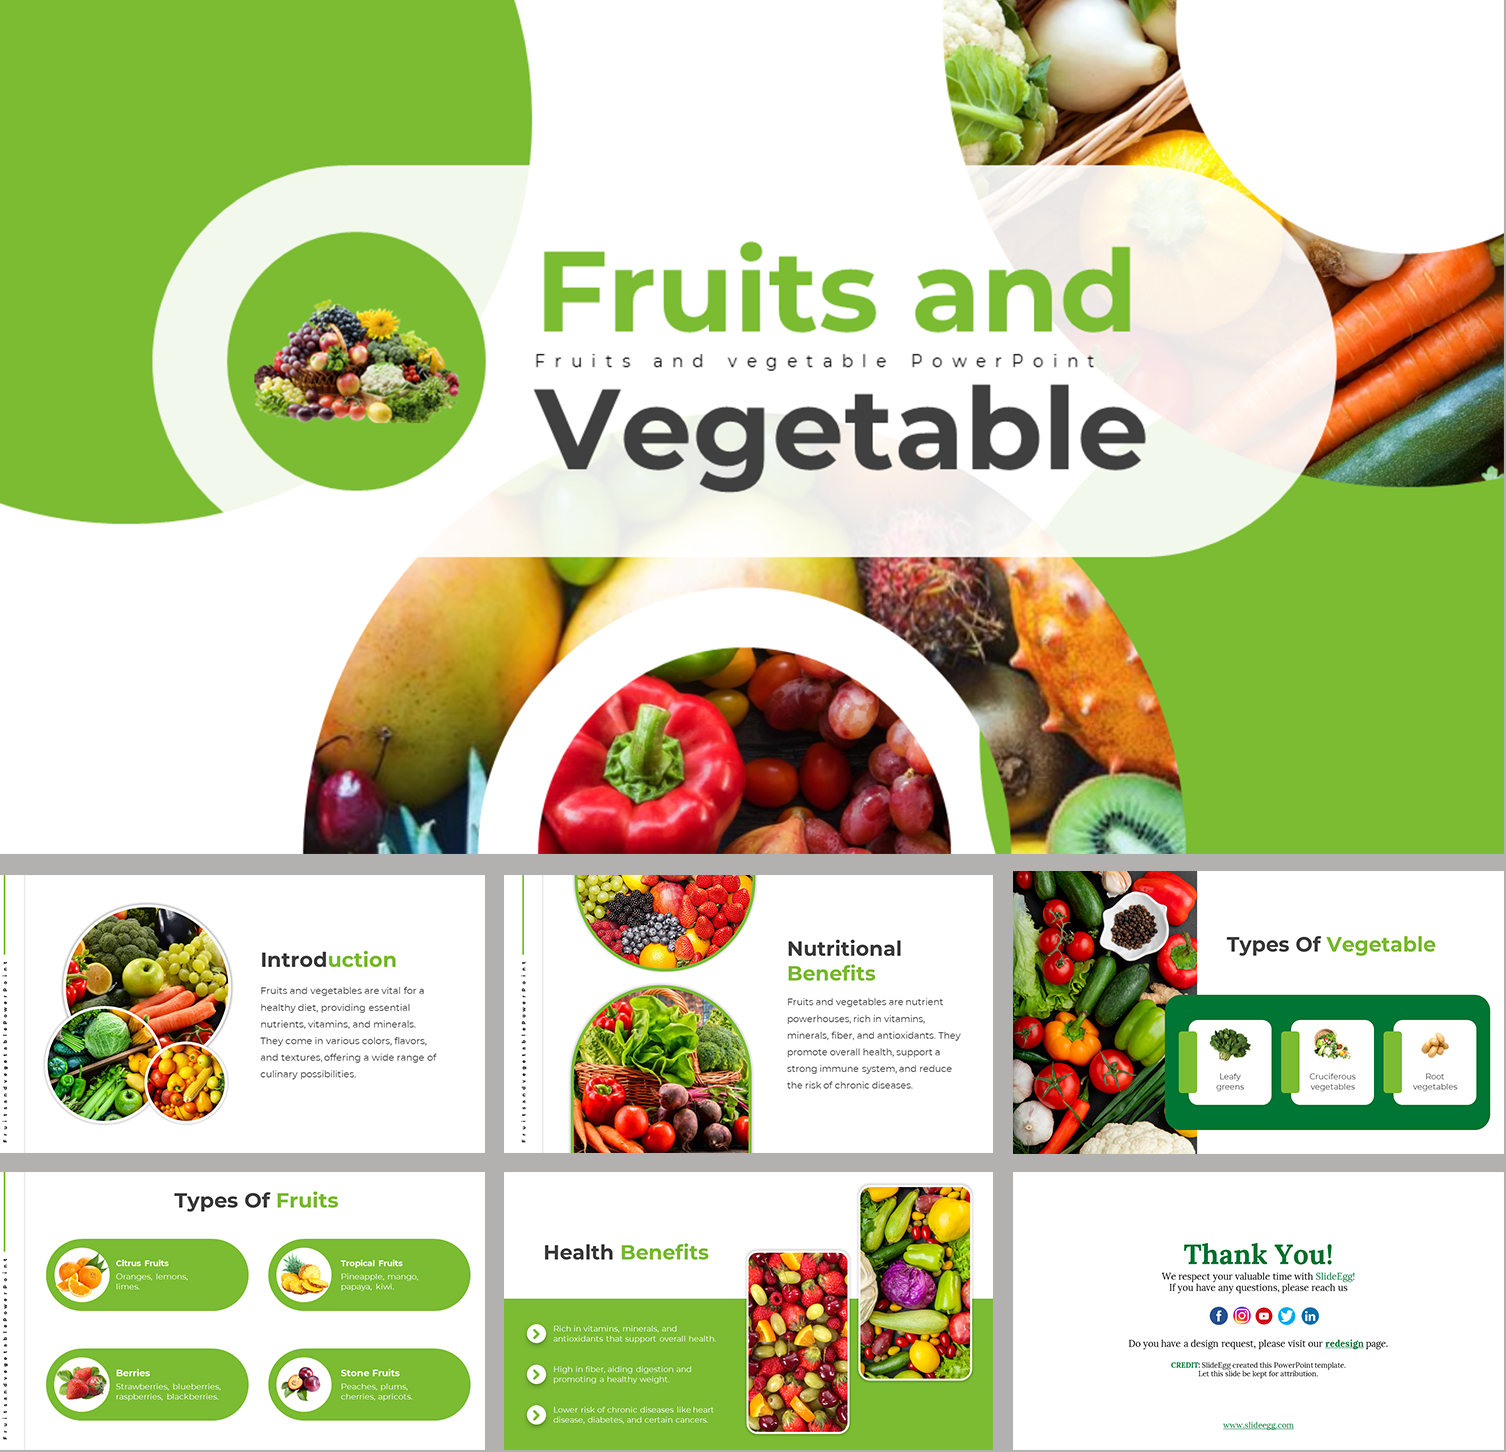 Fruits and
Fruits and vegetable PowerPoint
Vegetable
FruitsandvegetablePowerPoint
Introduction
Fruits and vegetables are vital for a
healthy diet, providing essential
nutrients, vitamins, and minerals.
They come in various colors, flavors,
and textures, offering a wide range of
culinary possibilities.
FruitsandvegetablePowerPoint
Nutritional
Benefits
Fruits and vegetables are nutrient
powerhouses, rich in vitamins,
minerals, fiber, and antioxidants. They
promote overall health, support a
strong immune system, and reduce
the risk of chronic diseases.
Types Of Vegetable
Leafy
greens
Cruciferous
vegetables
Root
vegetables
FruitsandvegetablePowerPoint
Types Of Fruits
Citrus Fruits
Oranges, lemons,
limes.
Tropical Fruits
Pineapple, mango,
papaya, kiwi.
Berries
Strawberries, blueberries,
raspberries, blackberries.
Stone Fruits
Peaches, plums,
cherries, apricots.
Health Benefits
Rich in vitamins, minerals, and
antioxidants that support overall health.
High in fiber, aiding digestion and
promoting a healthy weight.
Lower risk of chronic diseases like heart
disease, diabetes, and certain cancers.
Thank You!
We respect your valuable time with SlideEgg!
If you have any questions, please reach us
Do you have a design request, please visit our redesign page.
CREDIT: SlideEgg created this PowerPoint template.
Let this slide be kept for attribution.
www.slideegg.com